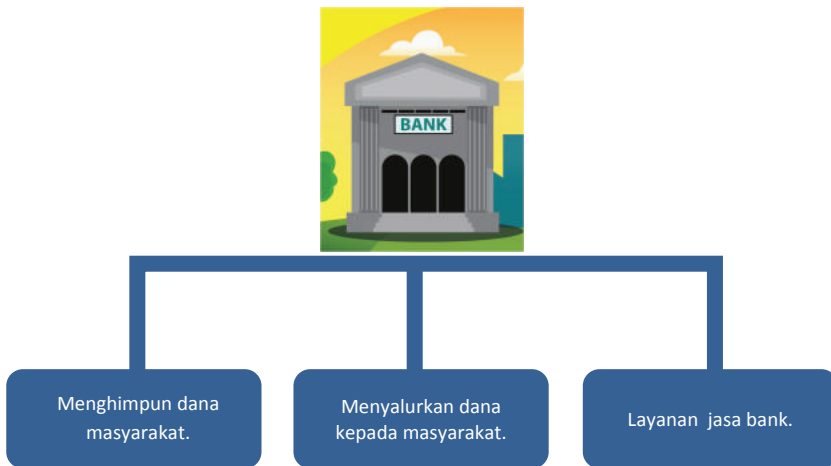 BANK
Menghimpun dana
masyarakat.
Menyalurkan dana
kepada masyarakat.
Layanan  jasa bank.